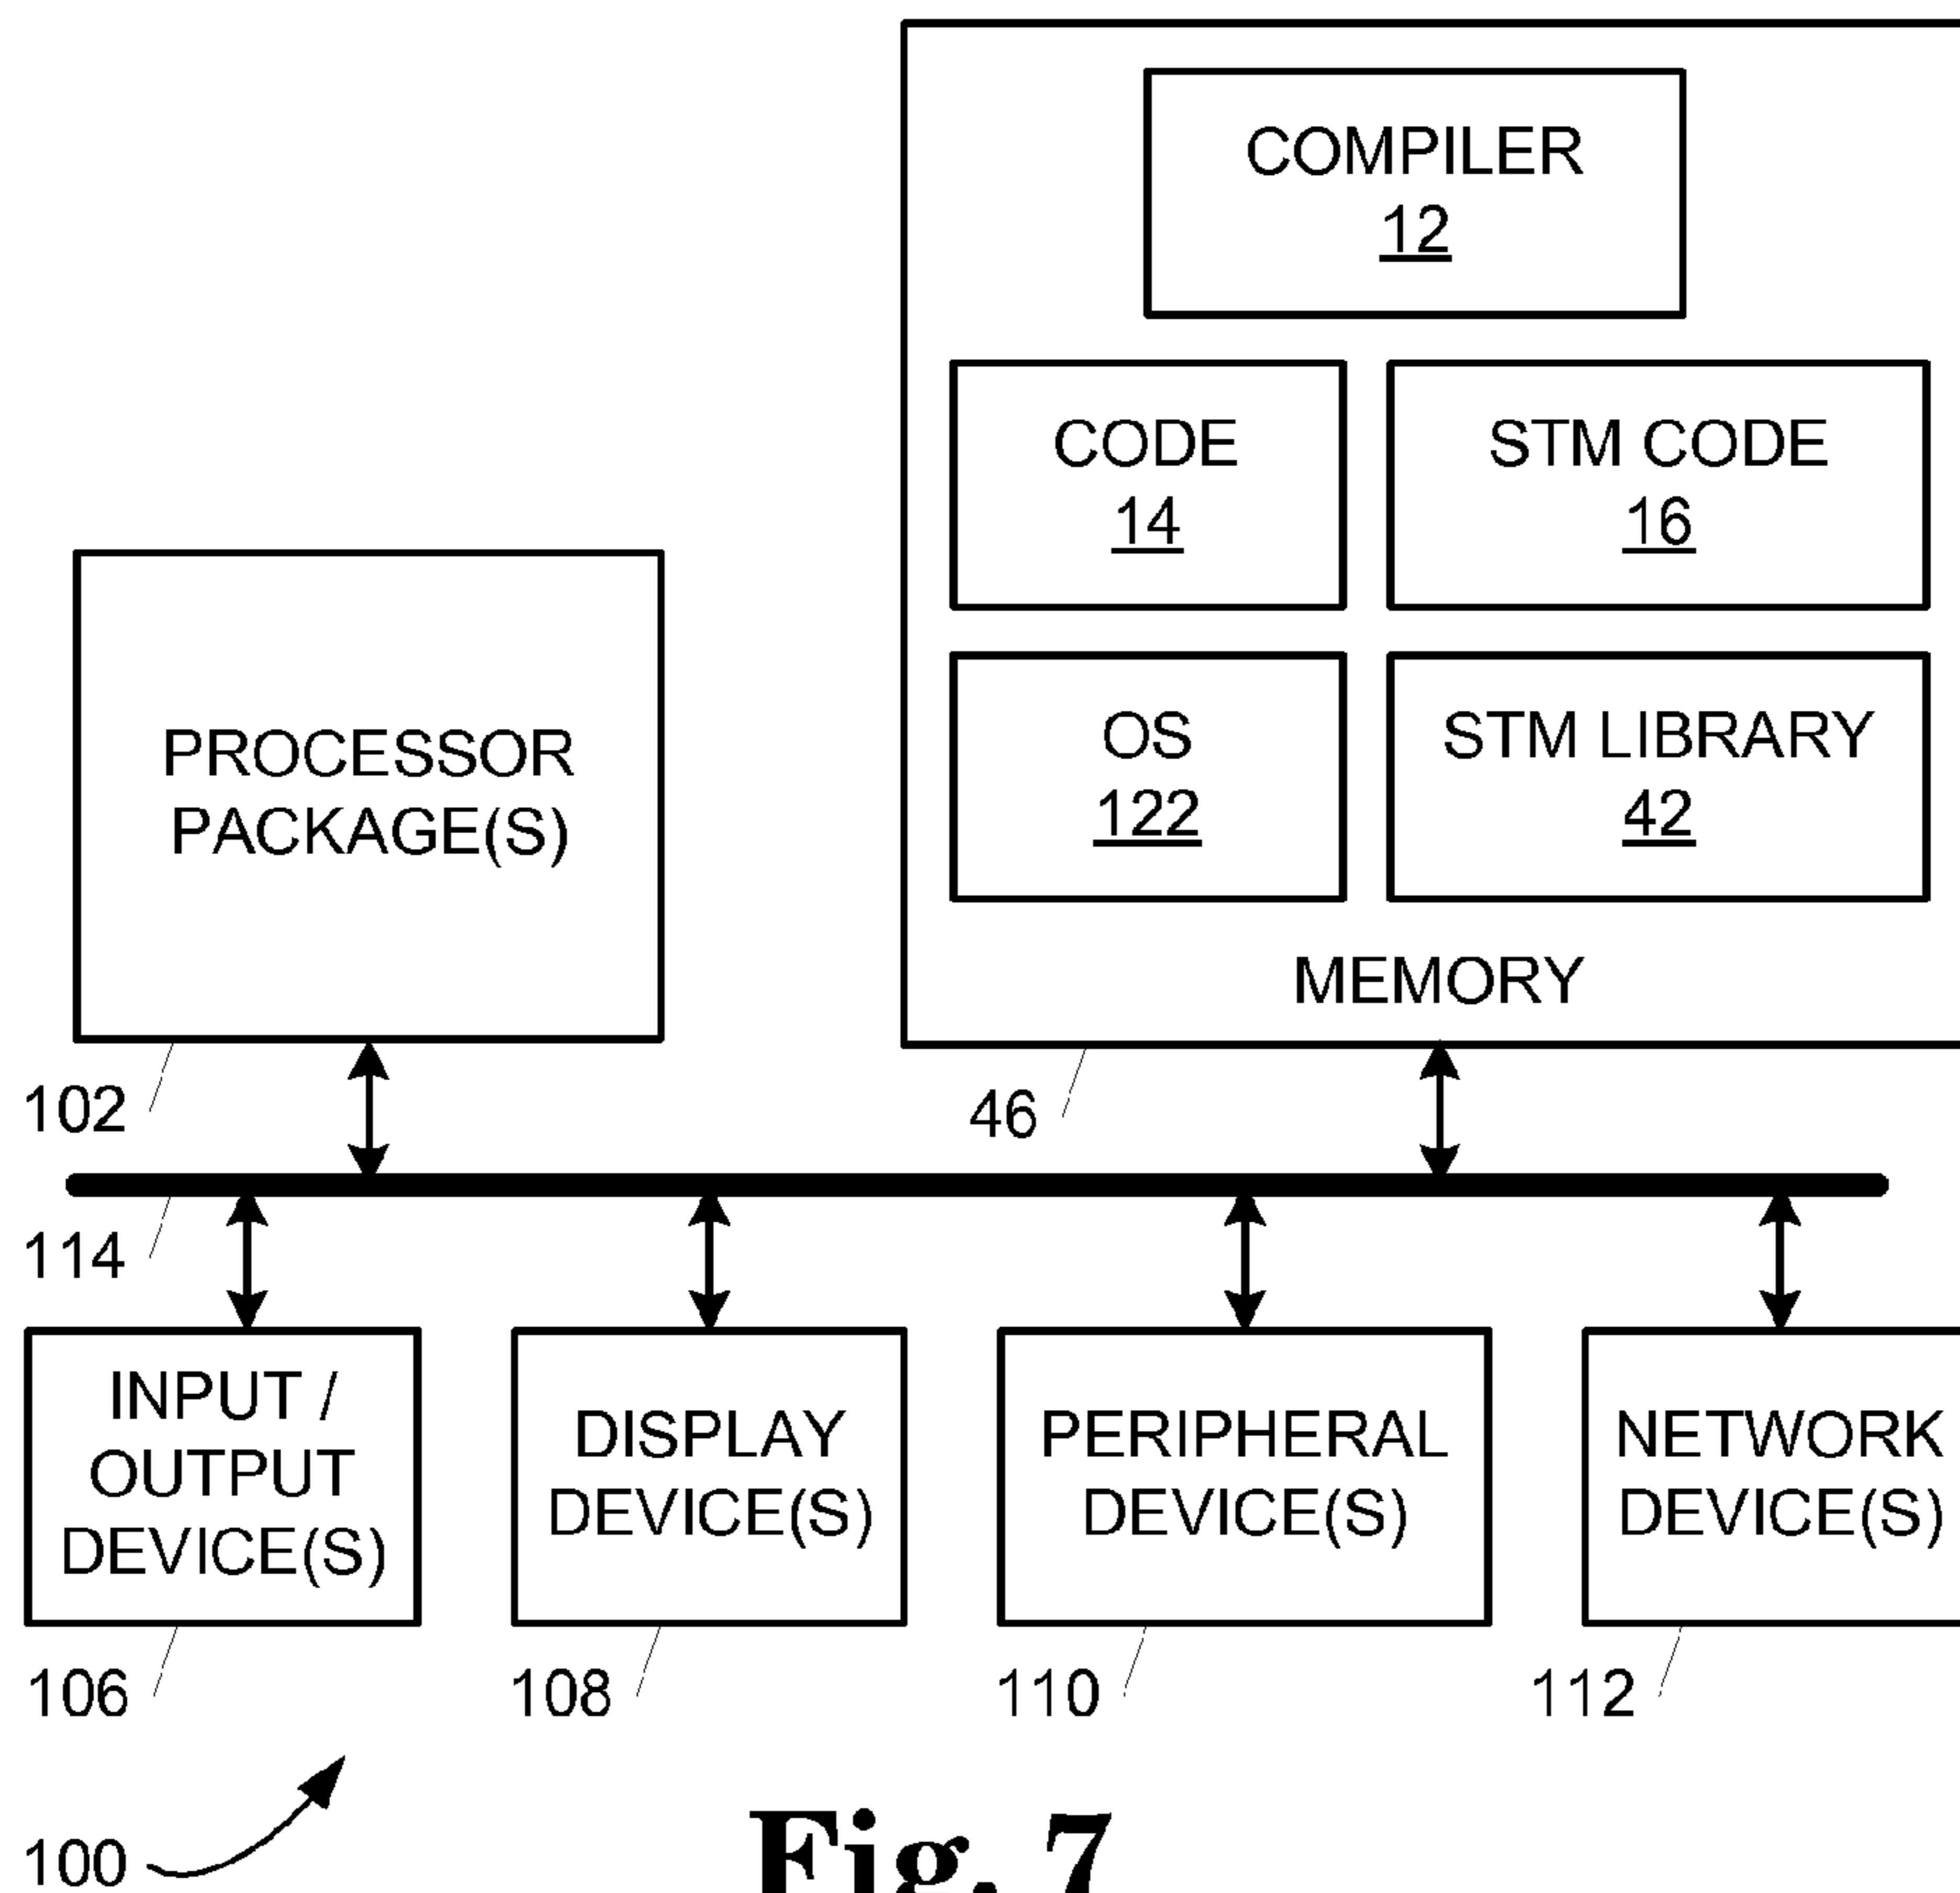 COMPILER
12
CODE
14
STM CODE
16
OS
122
STM LIBRARY
42
MEMORY
PROCESSOR
PACKAGE(S)
102
46
114
INPUT /
OUTPUT
DEVICE(S)
DISPLAY
DEVICE(S)
PERIPHERAL
DEVICE(S)
NETWORK
DEVICE(S)
106
108
110
112
100
Fig. 7